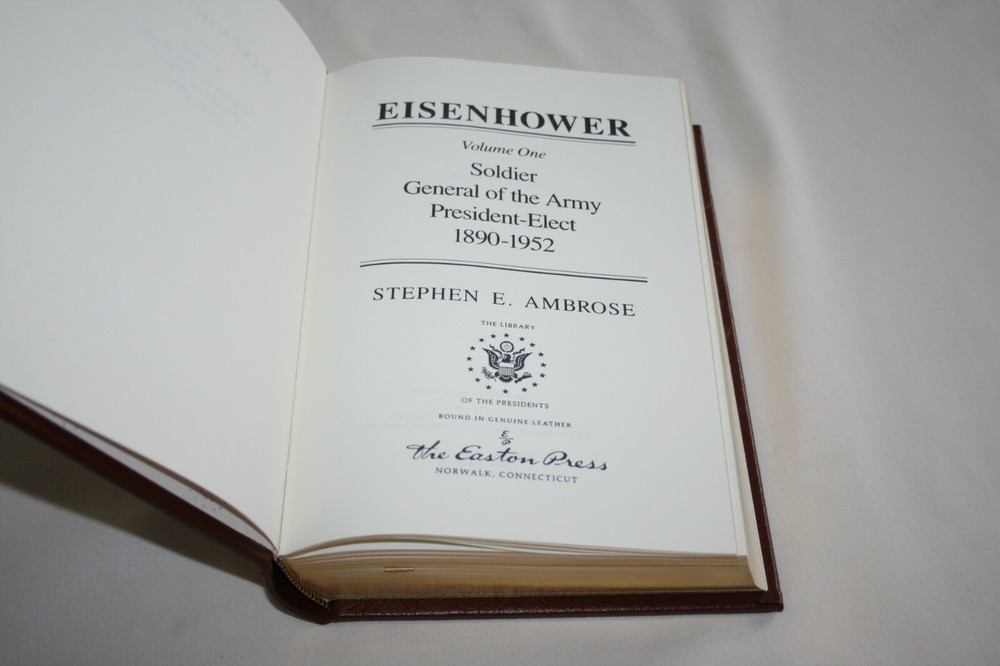 EISENHOWER
Volume One
Soldier
General of the Army
President-Elect
1890-1952
STEPHEN E. AMBROSE
THE LIBRARY
OF THE PRESIDENTS
BOUND IN GENUINE LEATHER
The Easton Press
NORWALK, CONNECTICUT